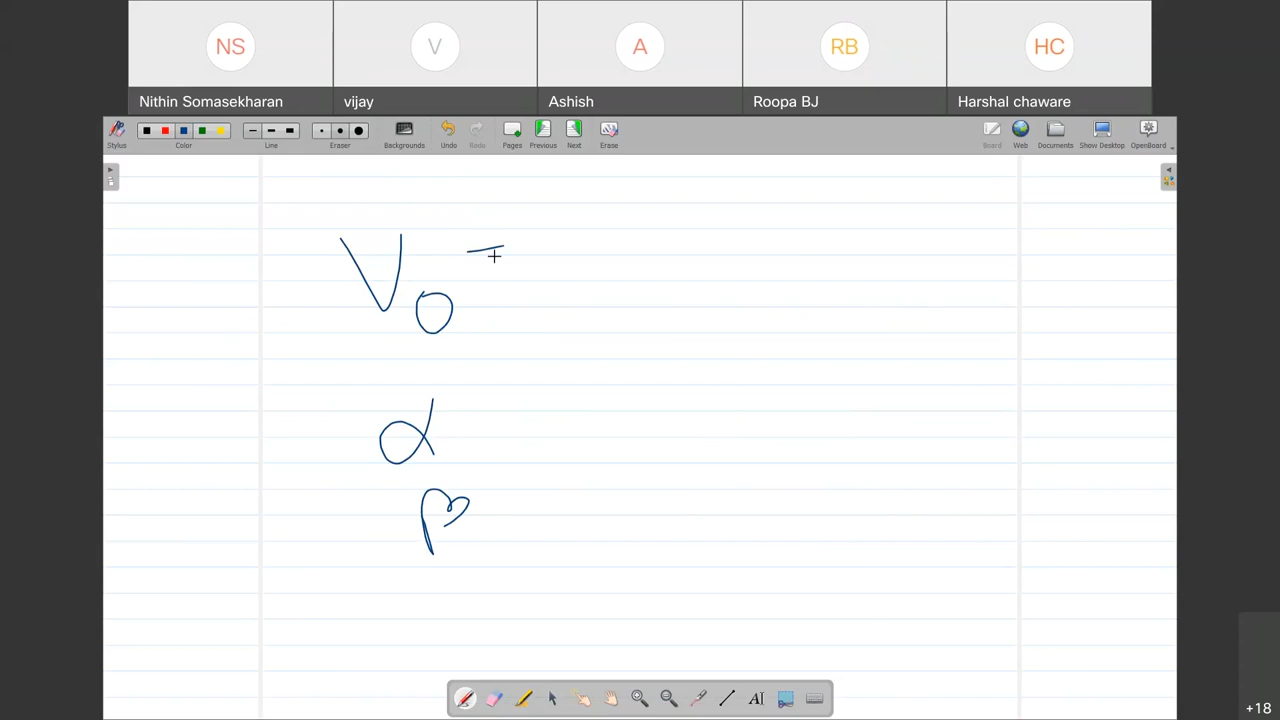 NS
V
A
RB
HC
Nithin Somasekharan
vijay
Ashish
Roopa BJ
Harshal chaware
Stylus
Color
Line
Eraser
Backgrounds
Undo
Redo
Pages
Previous
Next
Erase
Board
Web
Documents
Show Desktop
OpenBoard
V₀ –
α
β
AI
+18